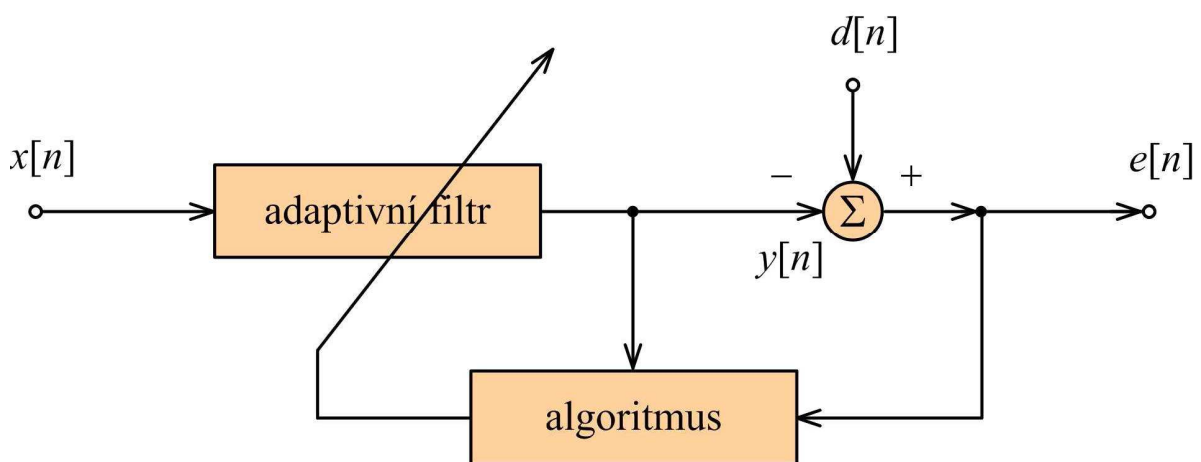 d[n]
x[n]
e[n]
− +
adaptivní filtr
Σ
y[n]
algoritmus